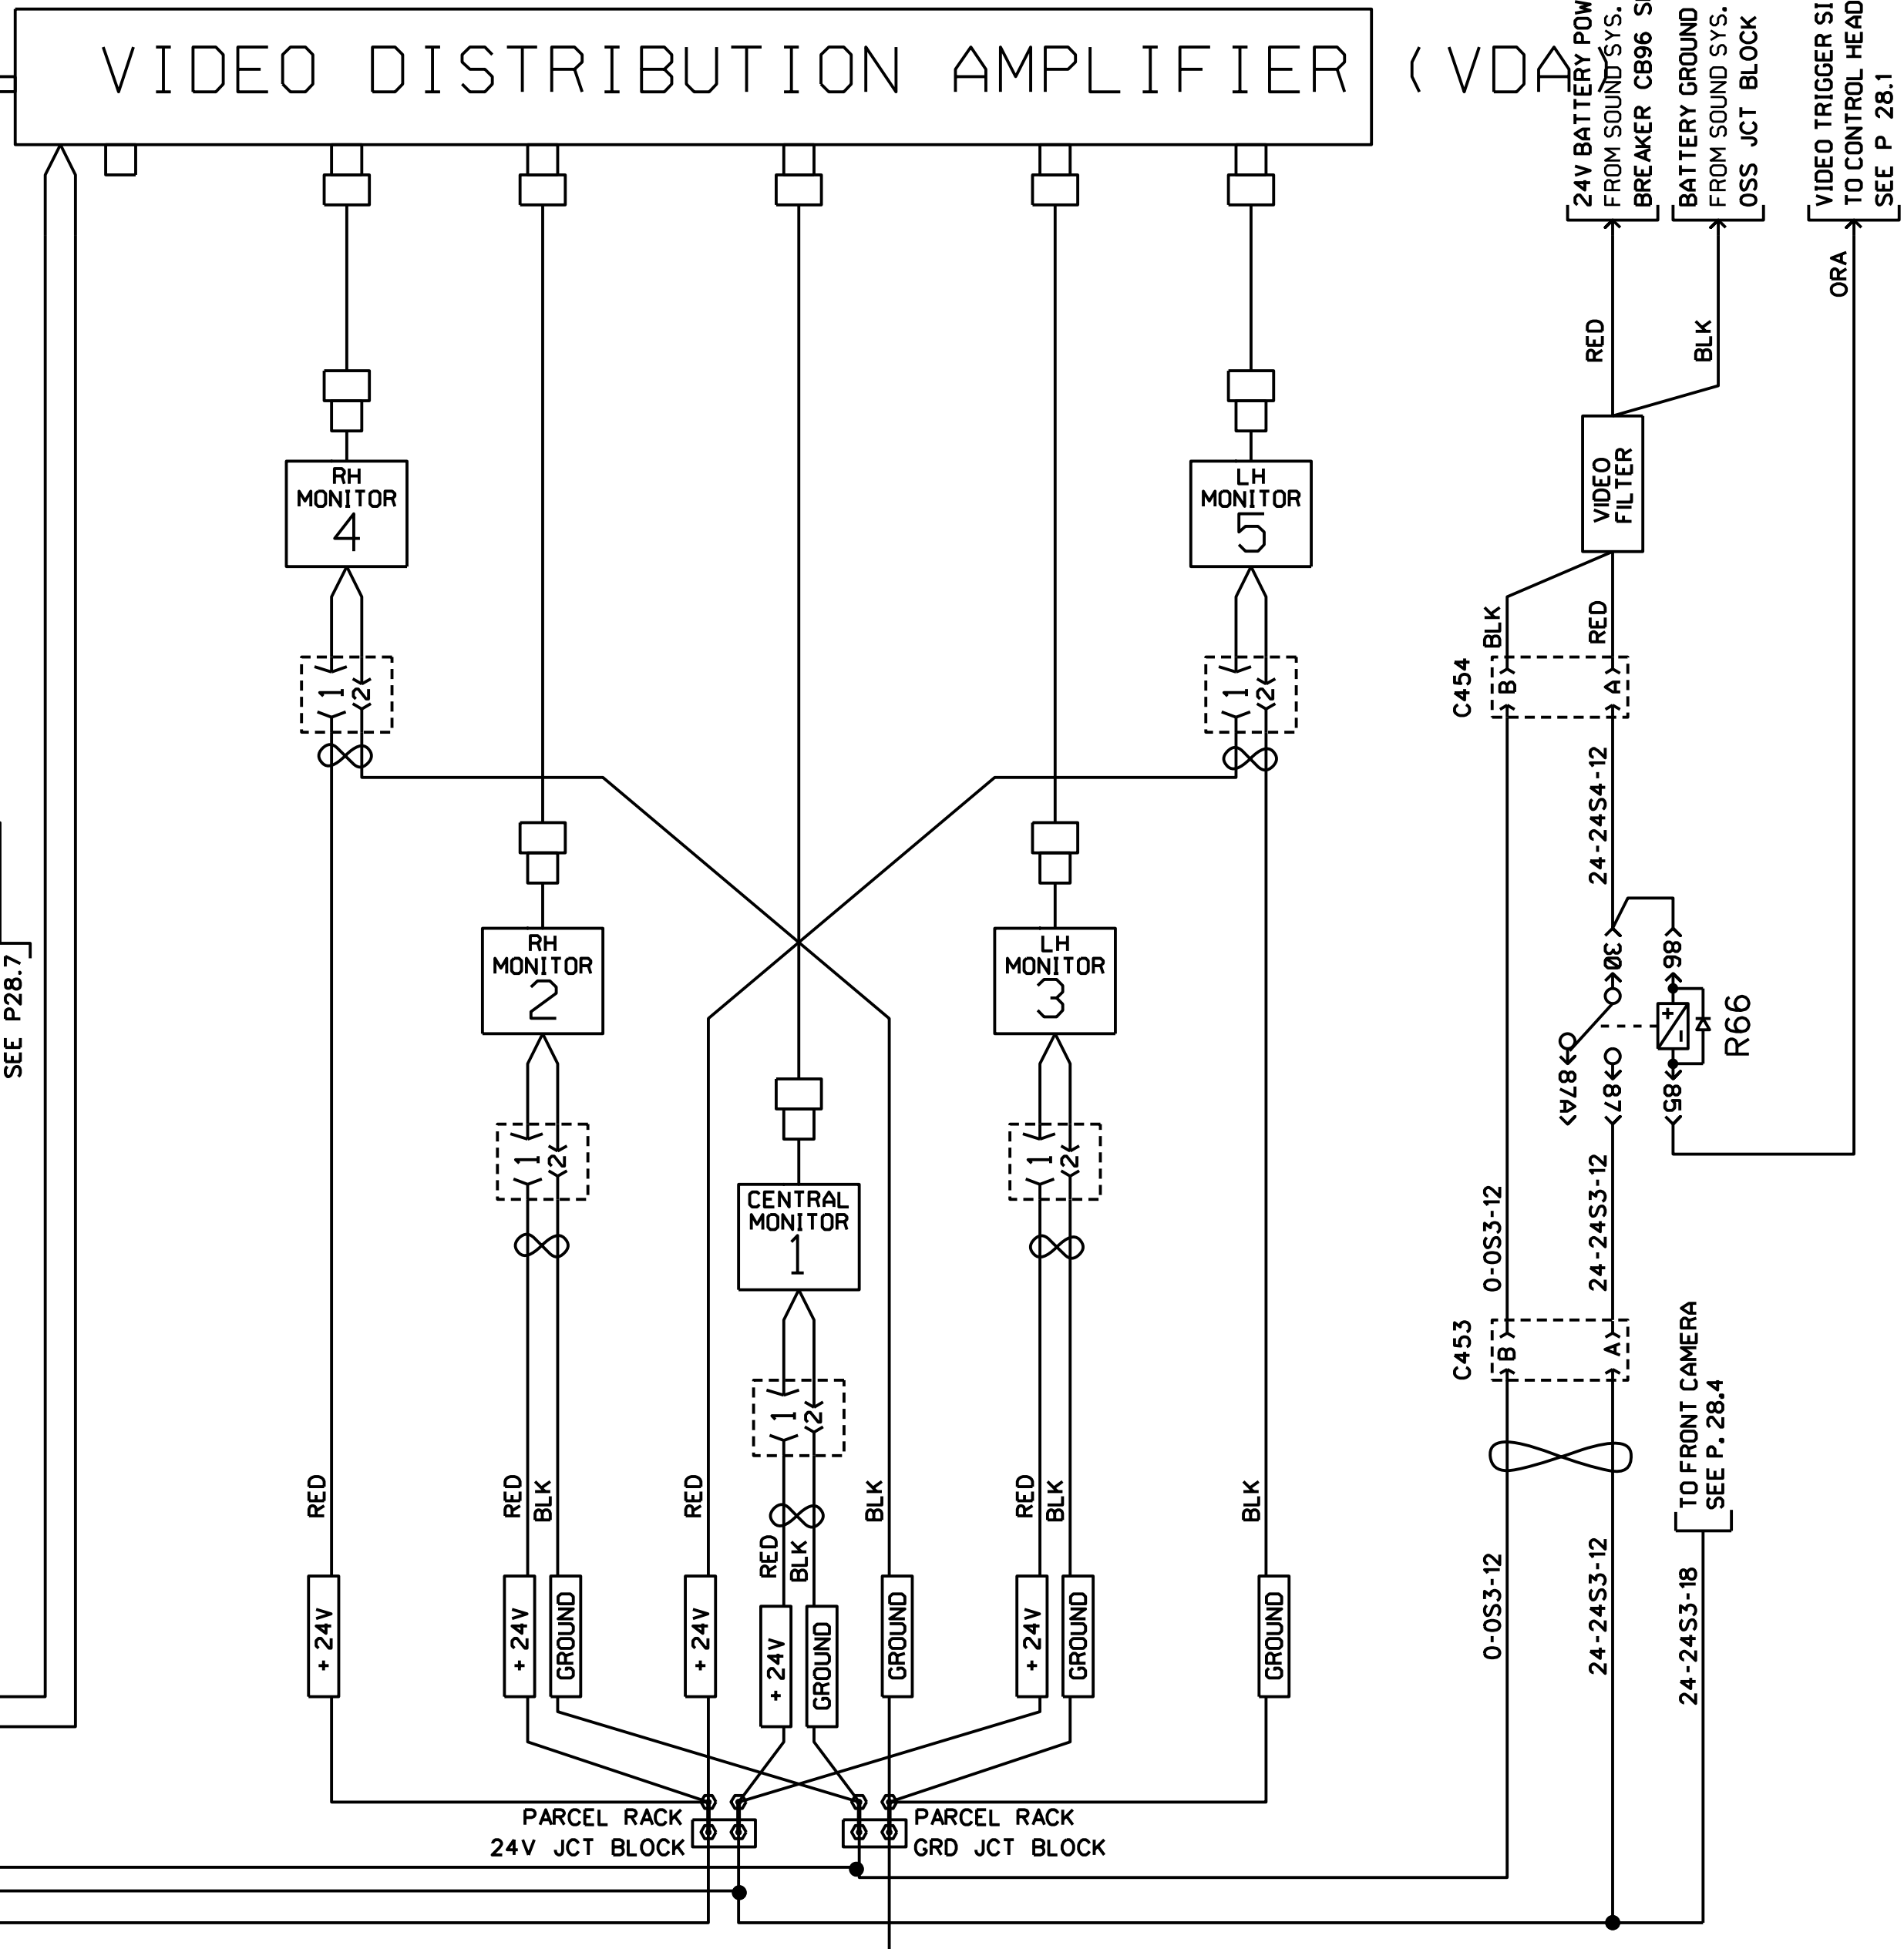 VIDEO DISTRIBUTION AMPLIFIER (VDA)
24V BATTERY
FROM SOUND SYS.
BREAKER CB96
BATTERY GROUND
FROM SOUND SYS.
OSS JCT BLOCK
VIDEO TRIGGER
TO CONTROL HEAD
SEE P 28.1
ORA
RED
BLK
VIDEO
FILTER
RH
MONITOR
4
LH
MONITOR
5
BLK
RED
1
2
1
2
C454
B
A
24-24S4-12
RH
MONITOR
2
LH
MONITOR
3
SEE P28.7
30
86
R66
87A
87
85
1
2
1
2
CENTRAL
MONITOR
1
0-0S3-12
24-24S3-12
C453
B
A
TO FRONT CAMERA
SEE P. 28.4
1
2
RED
RED
BLK
RED
RED
BLK
BLK
RED
BLK
BLK
+ 24V
+ 24V
GROUND
+ 24V
+ 24V
GROUND
GROUND
+ 24V
GROUND
GROUND
0-0S3-12
24-24S3-12
24-24S3-18
PARCEL RACK
24V JCT BLOCK
PARCEL RACK
GRD JCT BLOCK